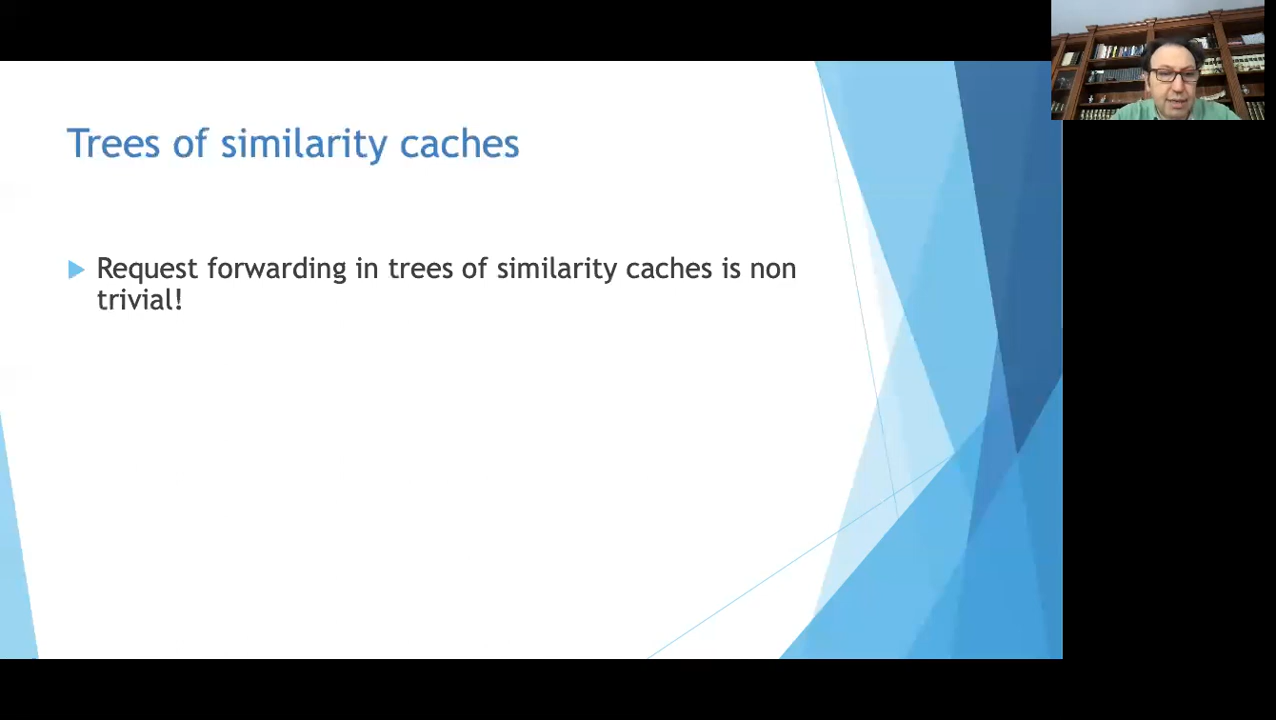 Trees of similarity caches
Request forwarding in trees of similarity caches is non
trivial!